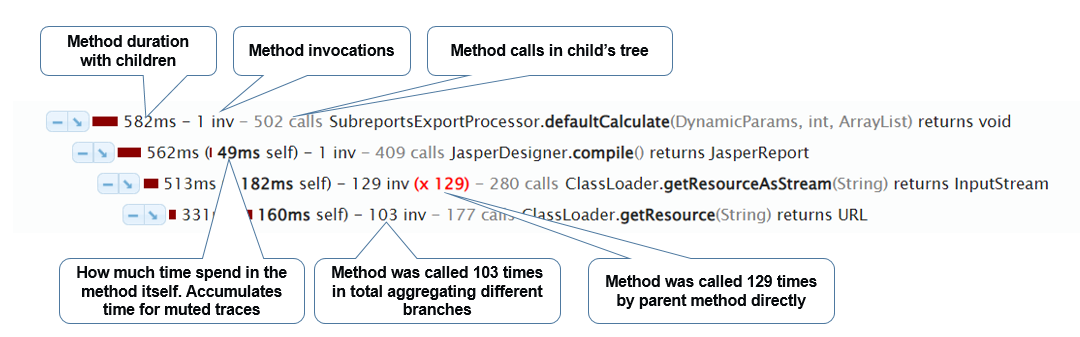 Method duration
with children
Method invocations
Method calls in child's tree
582ms – 1 inv – 502 calls SubreportsExportProcessor.defaultCalculate(DynamicParams, int, ArrayList) returns void
562ms ( 49ms self) – 1 inv – 409 calls JasperDesigner.compile() returns JasperReport
513ms 182ms self) – 129 inv (x 129) – 280 calls ClassLoader.getResourceAsStream(String) returns InputStream
331 160ms self) – 103 inv – 177 calls ClassLoader.getResource(String) returns URL
How much time spend in the
method itself. Accumulates
time for muted traces
Method was called 103 times
in total aggregating different
branches
Method was called 129 times
by parent method directly